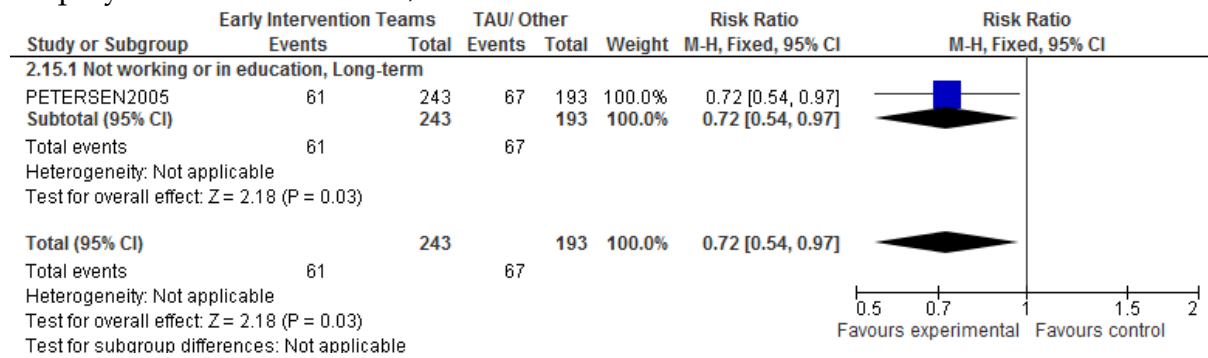 Early Intervention Teams TAU/ Other Risk Ratio Risk Ratio
Study or Subgroup Events Total Events Total Weight M-H, Fixed, 95% CI M-H, Fixed, 95% CI
2.15.1 Not working or in education, Long-term
PETERSEN2005 61 243 67 193 100.0% 0.72 [0.54, 0.97]
Subtotal (95% CI) 243 193 100.0% 0.72 [0.54, 0.97]
Total events 61 67
Heterogeneity: Not applicable
Test for overall effect: Z = 2.18 (P = 0.03)
Total (95% CI) 243 193 100.0% 0.72 [0.54, 0.97]
Total events 61 67
Heterogeneity: Not applicable
Test for overall effect: Z = 2.18 (P = 0.03)
Test for subgroup differences: Not applicable
0.5 0.7 1 1.5 2
Favours experimental Favours control